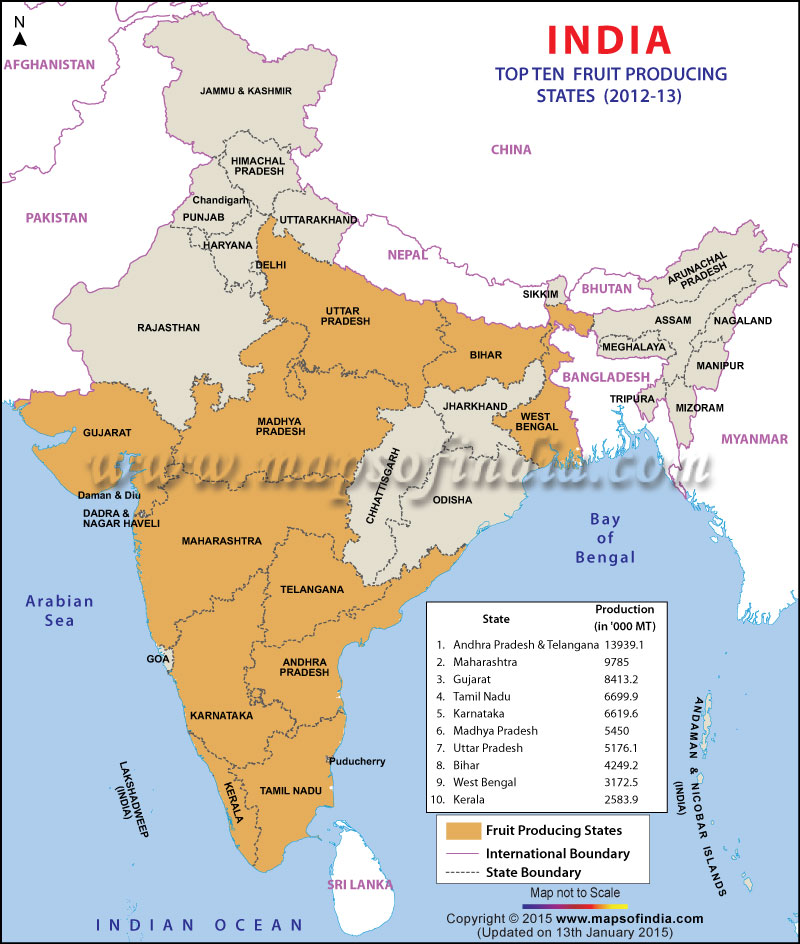 N
INDIA
TOP TEN FRUIT PRODUCING
STATES (2012-13)
AFGHANISTAN
JAMMU & KASHMIR
CHINA
HIMACHAL
PRADESH
Chandigarh
PUNJAB
PAKISTAN
UTTARAKHAND
HARYANA
NEPAL
DELHI
ARUNACHAL
PRADESH
SIKKIM
BHUTAN
UTTAR
PRADESH
RAJASTHAN
ASSAM
NAGALAND
MEGHALAYA
BIHAR
MANIPUR
BANGLADESH
TRIPURA
MIZORAM
JHARKHAND
WEST
BENGAL
MADHYA
PRADESH
GUJARAT
MYANMAR
www.mapsofindia.com
CHHATTISGARH
Daman & Diu
ODISHA
DADRA &
NAGAR HAVELI
MAHARASHTRA
Bay
of
Bengal
TELANGANA
Arabian
Sea
GOA
ANDHRA
PRADESH
KARNATAKA
Puducherry
KERALA
TAMIL NADU
LAKSHADWEEP
(INDIA)
ANDAMAN & NICOBAR ISLANDS
(INDIA)
SRI LANKA
INDIAN OCEAN
State Production
(in '000 MT)
1. Andhra Pradesh & Telangana 13939.1
2. Maharashtra 9785
3. Gujarat 8413.2
4. Tamil Nadu 6699.9
5. Karnataka 6619.6
6. Madhya Pradesh 5450
7. Uttar Pradesh 5176.1
8. Bihar 4249.2
9. West Bengal 3172.5
10. Kerala 2583.9
Fruit Producing States
International Boundary
State Boundary
Map not to Scale
Copyright © 2015 www.mapsofindia.com
(Updated on 13th January 2015)